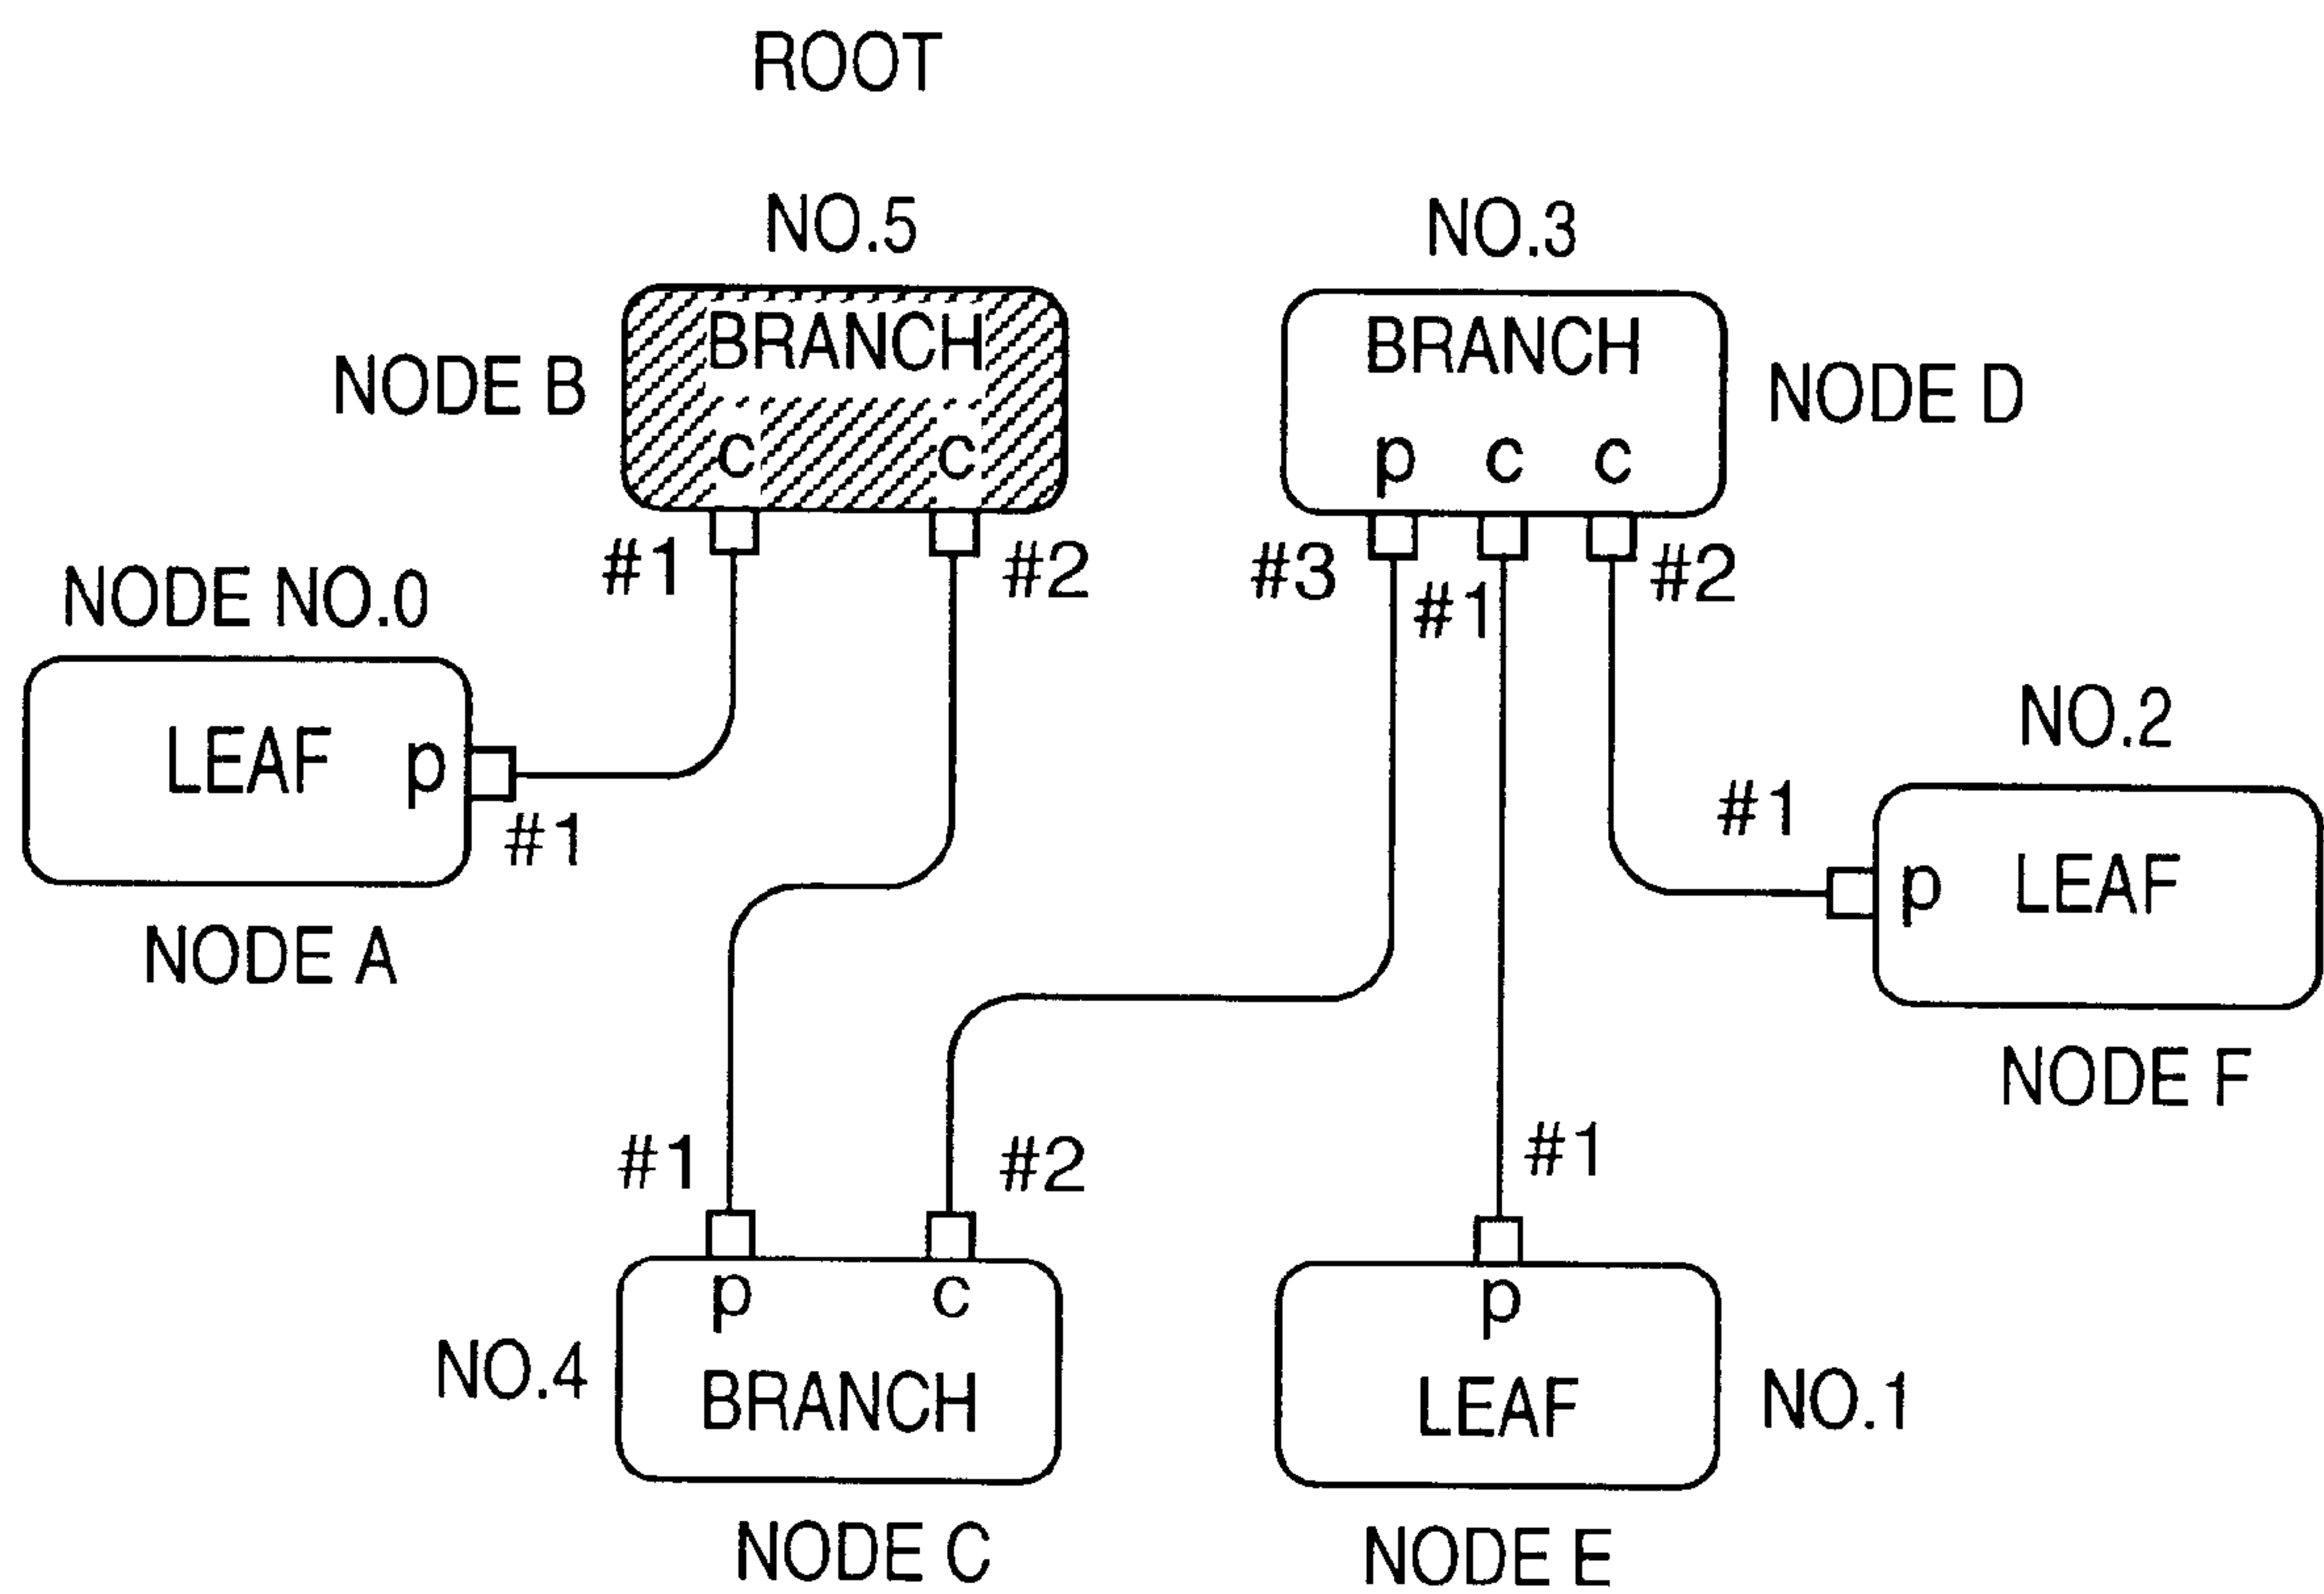 ROOT
NO.5
NO.3
BRANCH
BRANCH
NODE B
NODE D
c c
p c c
#1
#2
#3
#1
#2
NODE NO.0
LEAF p
#1
NODE A
NO.2
#1
p LEAF
NODE F
#1
#2
#1
p c
p
NO.4
BRANCH
LEAF
NO.1
NODE C
NODE E